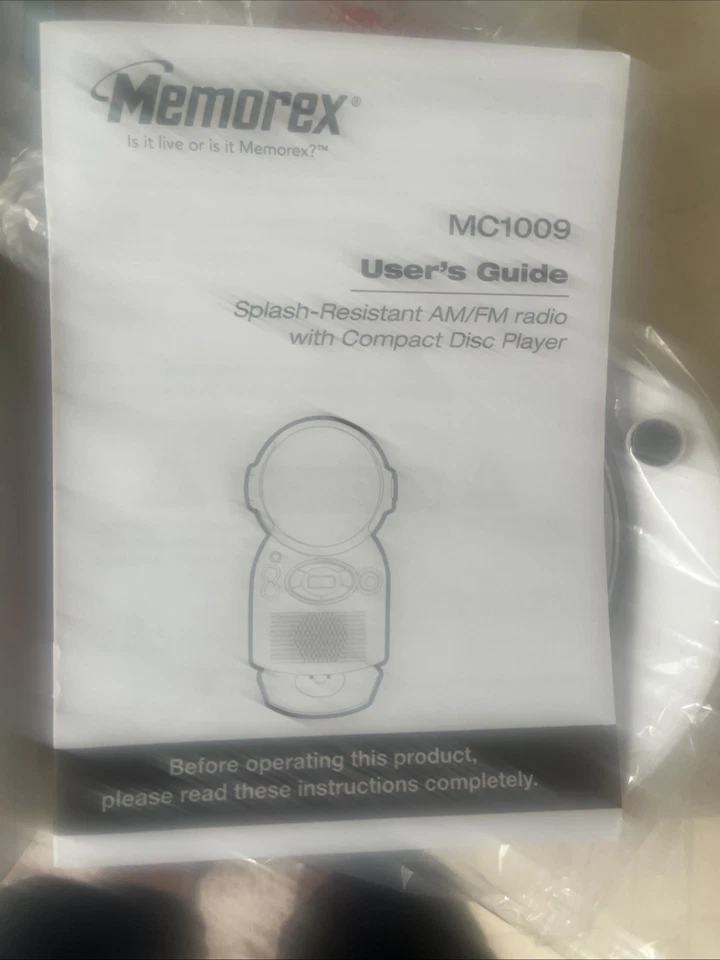 Memorex®
Is it live or is it Memorex?™
MC1009
User's Guide
Splash-Resistant AM/FM radio
with Compact Disc Player
Before operating this product,
please read these instructions completely.